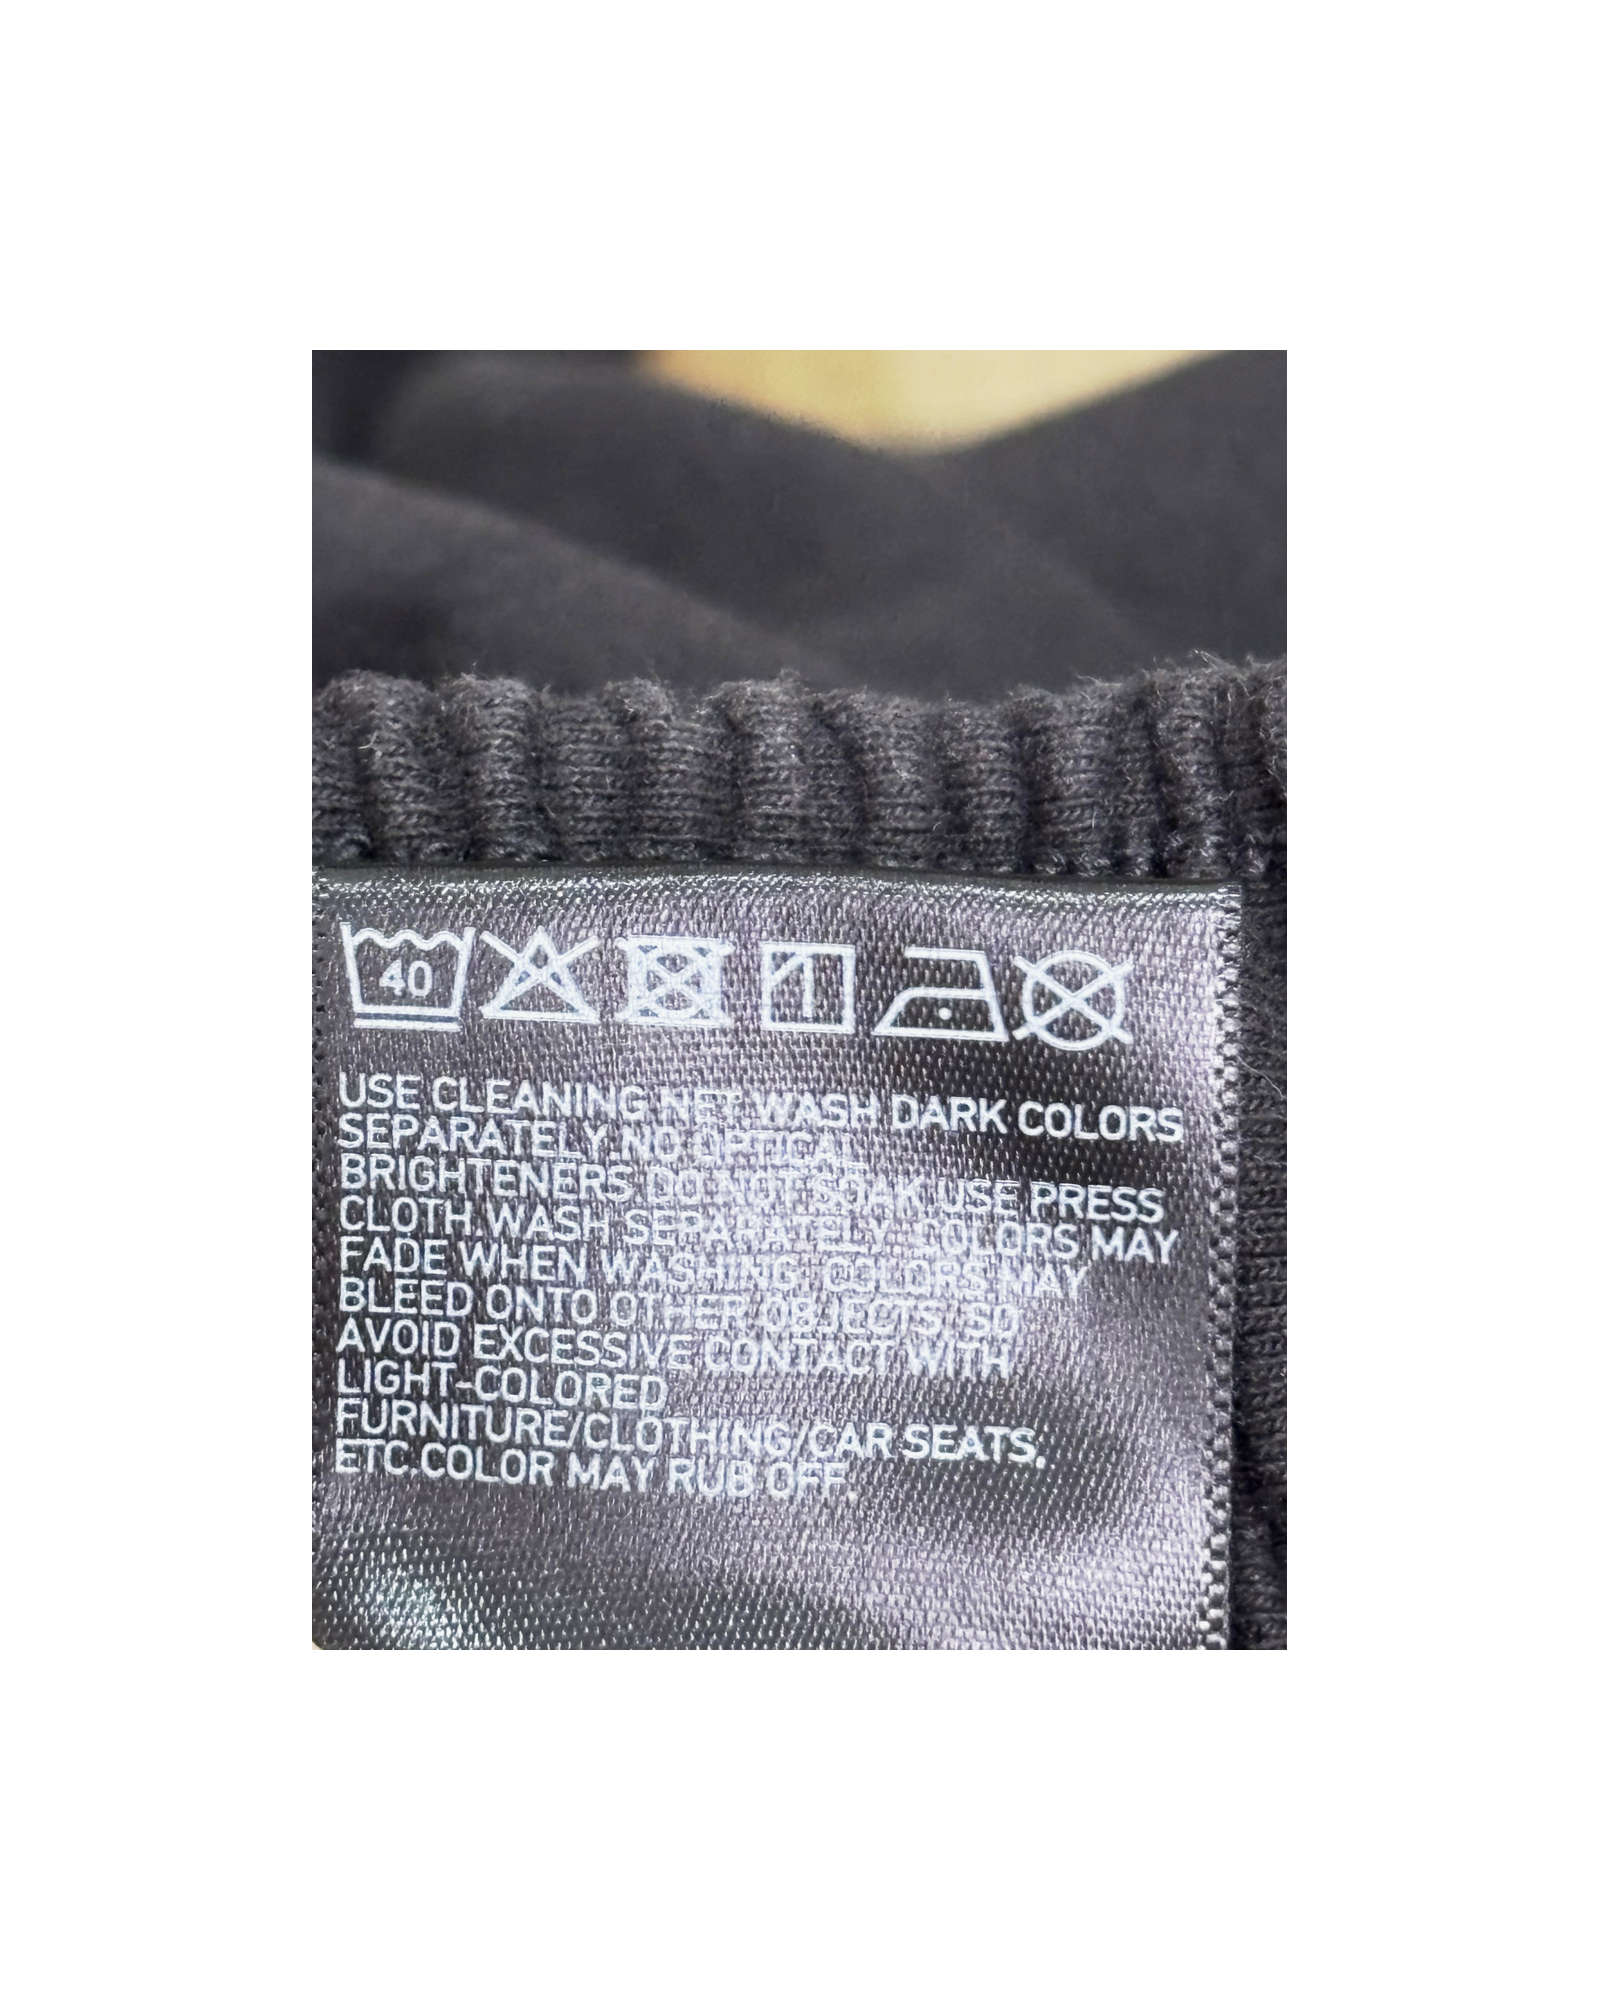 40
USE CLEANING NET. WASH DARK COLORS
SEPARATELY NO OPTICAL
BRIGHTENERS DO NOT SOAK USE PRESS
CLOTH WASH SEPARATELY. COLORS MAY
FADE WHEN WASHING. COLORS MAY
BLEED ONTO OTHER OBJECTS, SO
AVOID EXCESSIVE CONTACT WITH
LIGHT-COLORED
FURNITURE/CLOTHING/CAR SEATS.
ETC.COLOR MAY RUB OFF.